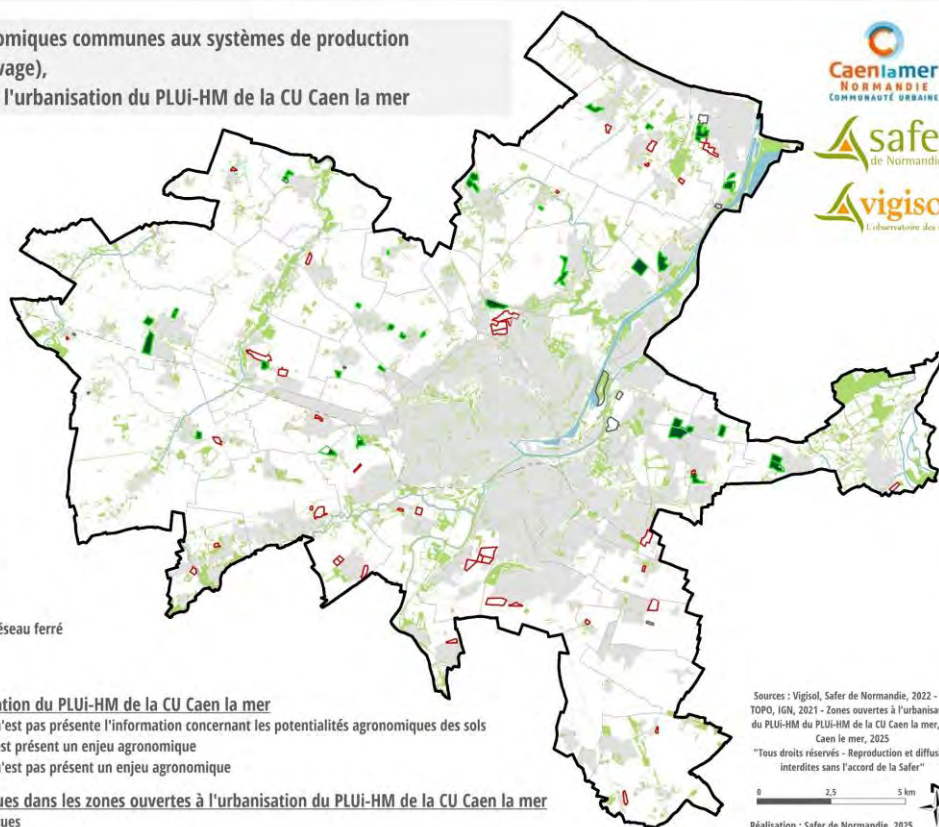 omiques communes aux systèmes de production
vage),
l'urbanisation du PLUi-HM de la CU Caen la mer
Caenlamer
NORMANDIE
COMMUNAUTÉ URBAINE
safe
de Normandi
vigiso
L'observatoire des
éseau ferré
ation du PLUi-HM de la CU Caen la mer
'est pas présente l'information concernant les potentialités agronomiques des sols
est présent un enjeu agronomique
'est pas présent un enjeu agronomique
ues dans les zones ouvertes à l'urbanisation du PLUi-HM de la CU Caen la mer
ques
Sources : Vigisol, Safer de Normandie, 2022 -
TOPO, IGN, 2021 - Zones ouvertes à l'urbanisa
du PLUi-HM du PLUi-HM de la CU Caen la mer,
Caen le mer, 2025
"Tous droits réservés - Reproduction et diffus
interdites sans l'accord de la Safer"
0 2,5 5 km
Réalisation : Safer de Normandie, 2025